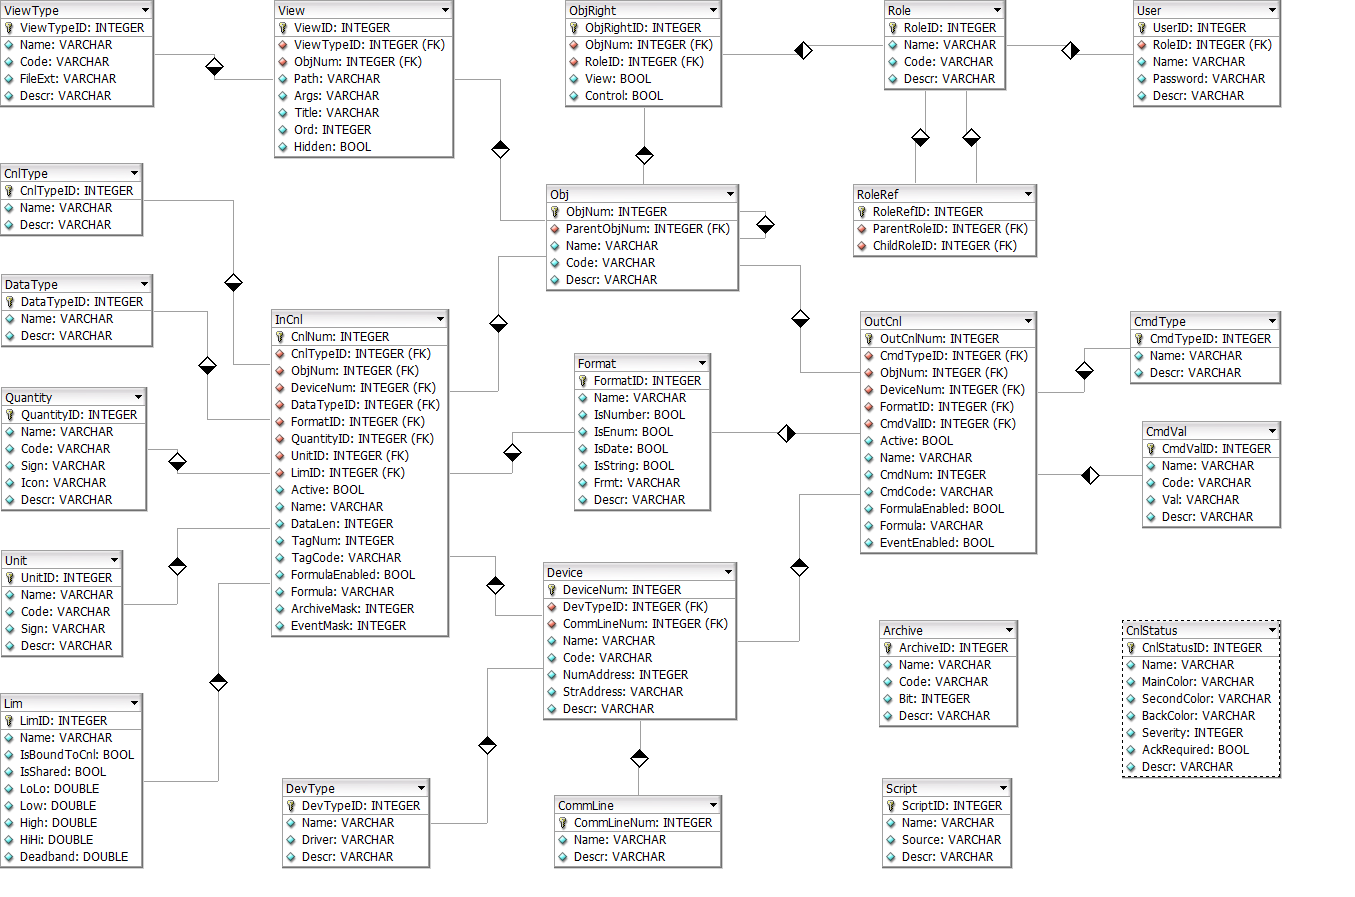 ViewType
ViewTypeID: INTEGER
Name: VARCHAR
Code: VARCHAR
FileExt: VARCHAR
Descr: VARCHAR
View
ViewID: INTEGER
ViewTypeID: INTEGER (FK)
ObjNum: INTEGER (FK)
Path: VARCHAR
Args: VARCHAR
Title: VARCHAR
Ord: INTEGER
Hidden: BOOL
ObjRight
ObjRightID: INTEGER
ObjNum: INTEGER (FK)
RoleID: INTEGER (FK)
View: BOOL
Control: BOOL
Role
RoleID: INTEGER
Name: VARCHAR
Code: VARCHAR
Descr: VARCHAR
User
UserID: INTEGER
RoleID: INTEGER (FK)
Name: VARCHAR
Password: VARCHAR
Descr: VARCHAR
CnlType
CnlTypeID: INTEGER
Name: VARCHAR
Descr: VARCHAR
Obj
ObjNum: INTEGER
ParentObjNum: INTEGER (FK)
Name: VARCHAR
Code: VARCHAR
Descr: VARCHAR
RoleRef
RoleRefID: INTEGER
ParentRoleID: INTEGER (FK)
ChildRoleID: INTEGER (FK)
DataType
DataTypeID: INTEGER
Name: VARCHAR
Descr: VARCHAR
InCnl
CnlNum: INTEGER
CnlTypeID: INTEGER (FK)
ObjNum: INTEGER (FK)
DeviceNum: INTEGER (FK)
DataTypeID: INTEGER (FK)
FormatID: INTEGER (FK)
QuantityID: INTEGER (FK)
UnitID: INTEGER (FK)
LimID: INTEGER (FK)
Active: BOOL
Name: VARCHAR
DataLen: INTEGER
TagNum: INTEGER
TagCode: VARCHAR
FormulaEnabled: BOOL
Formula: VARCHAR
ArchiveMask: INTEGER
EventMask: INTEGER
Format
FormatID: INTEGER
Name: VARCHAR
IsNumber: BOOL
IsEnum: BOOL
IsDate: BOOL
IsString: BOOL
Frmt: VARCHAR
Descr: VARCHAR
OutCnl
OutCnlNum: INTEGER
CmdTypeID: INTEGER (FK)
ObjNum: INTEGER (FK)
DeviceNum: INTEGER (FK)
FormatID: INTEGER (FK)
CmdValID: INTEGER (FK)
Active: BOOL
Name: VARCHAR
CmdNum: INTEGER
CmdCode: VARCHAR
FormulaEnabled: BOOL
Formula: VARCHAR
EventEnabled: BOOL
CmdType
CmdTypeID: INTEGER
Name: VARCHAR
Descr: VARCHAR
Quantity
QuantityID: INTEGER
Name: VARCHAR
Code: VARCHAR
Sign: VARCHAR
Icon: VARCHAR
Descr: VARCHAR
CmdVal
CmdValID: INTEGER
Name: VARCHAR
Code: VARCHAR
Val: VARCHAR
Descr: VARCHAR
Unit
UnitID: INTEGER
Name: VARCHAR
Code: VARCHAR
Sign: VARCHAR
Descr: VARCHAR
Device
DeviceNum: INTEGER
DevTypeID: INTEGER (FK)
CommLineNum: INTEGER (FK)
Name: VARCHAR
Code: VARCHAR
NumAddress: INTEGER
StrAddress: VARCHAR
Descr: VARCHAR
Archive
ArchiveID: INTEGER
Name: VARCHAR
Code: VARCHAR
Bit: INTEGER
Descr: VARCHAR
CnlStatus
CnlStatusID: INTEGER
Name: VARCHAR
MainColor: VARCHAR
SecondColor: VARCHAR
BackColor: VARCHAR
Severity: INTEGER
AckRequired: BOOL
Descr: VARCHAR
Lim
LimID: INTEGER
Name: VARCHAR
IsBoundToCnl: BOOL
IsShared: BOOL
LoLo: DOUBLE
Low: DOUBLE
High: DOUBLE
HiHi: DOUBLE
Deadband: DOUBLE
DevType
DevTypeID: INTEGER
Name: VARCHAR
Driver: VARCHAR
Descr: VARCHAR
CommLine
CommLineNum: INTEGER
Name: VARCHAR
Descr: VARCHAR
Script
ScriptID: INTEGER
Name: VARCHAR
Source: VARCHAR
Descr: VARCHAR